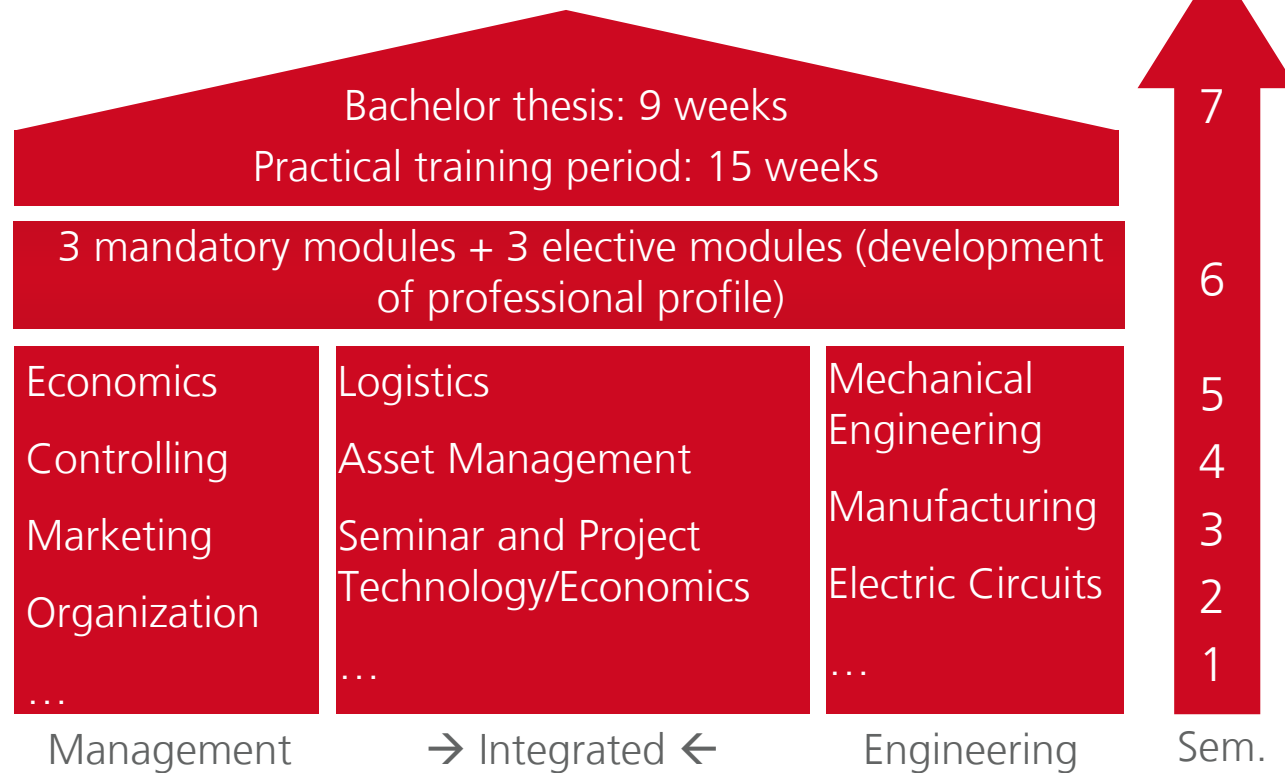 Bachelor thesis: 9 weeks
Practical training period: 15 weeks
7
3 mandatory modules + 3 elective modules (development
of professional profile)
6
Economics
Controlling
Marketing
Organization
…
Logistics
Asset Management
Seminar and Project
Technology/Economics
…
Mechanical
Engineering
Manufacturing
Electric Circuits
…
5
4
3
2
1
Management
→ Integrated ←
Engineering
Sem.